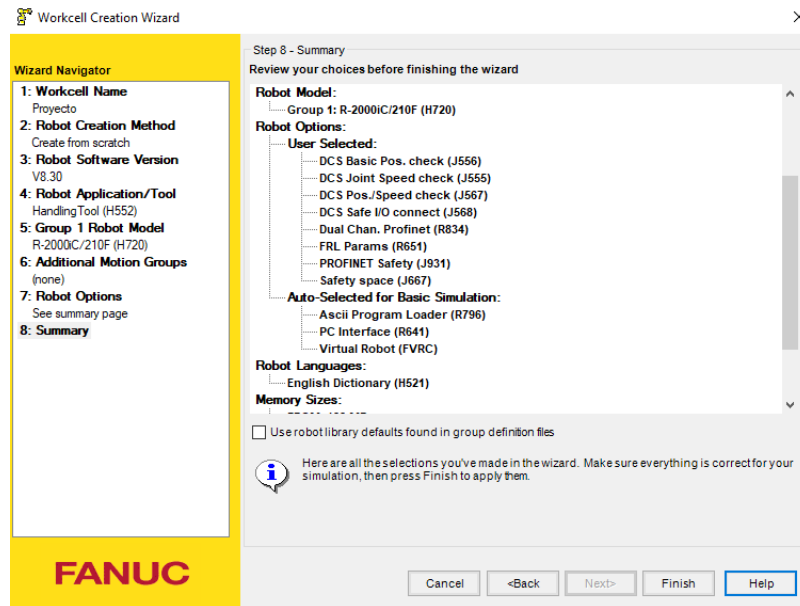 Workcell Creation Wizard
Wizard Navigator
1: Workcell Name
Proyecto
2: Robot Creation Method
Create from scratch
3: Robot Software Version
V8.30
4: Robot Application/Tool
HandlingTool (H552)
5: Group 1 Robot Model
R-2000iC/210F (H720)
6: Additional Motion Groups
(none)
7: Robot Options
See summary page
8: Summary
FANUC
Step 8 - Summary
Review your choices before finishing the wizard
Robot Model:
Group 1: R-2000iC/210F (H720)
Robot Options:
User Selected:
DCS Basic Pos. check (J556)
DCS Joint Speed check (J555)
DCS Pos./Speed check (J567)
DCS Safe I/O connect (J568)
Dual Chan. Profinet (R834)
FRL Params (R651)
PROFINET Safety (J931)
Safety space (J667)
Auto-Selected for Basic Simulation:
Ascii Program Loader (R796)
PC Interface (R641)
Virtual Robot (FVRC)
Robot Languages:
English Dictionary (H521)
Memory Sizes:
Use robot library defaults found in group definition files
Here are all the selections you've made in the wizard. Make sure everything is correct for your
simulation, then press Finish to apply them.
Cancel
<Back
Next>
Finish
Help